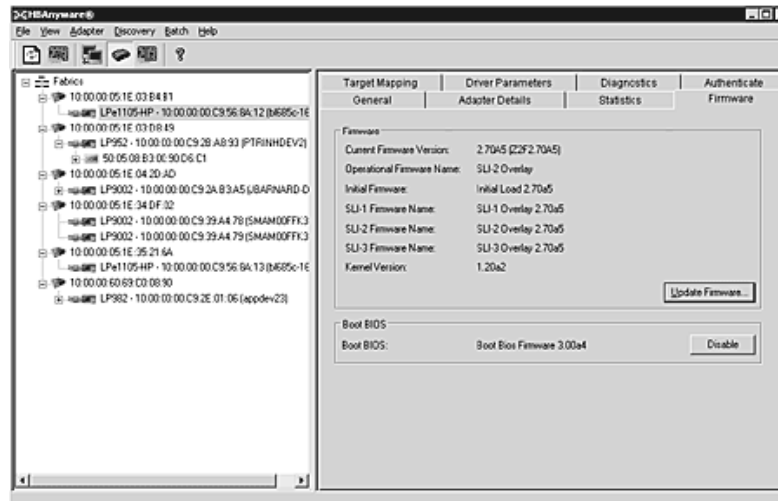 HBAnyware®
File View Adapter Discovery Batch Help
Fabrics
10:00:00:05:1E:03:B4:B1
LPe1105-HP - 10:00:00:00:C9:56:8A:12 (bl685c-16
10:00:00:05:1E:03:D8:49
LP952 - 10:00:00:00:C9:28:A8:93 (PTRINHDEV2)
50:05:08:B3:00:90:D6:C1
10:00:00:05:1E:04:2D:AD
LP9002 - 10:00:00:00:C9:2A:B3:A5 (JBARNARD-D
10:00:00:05:1E:34:DF:02
LP9002 - 10:00:00:00:C9:39:A4:78 (SMAM00FFK3
LP9002 - 10:00:00:00:C9:39:A4:79 (SMAM00FFK3
10:00:00:05:1E:35:21:6A
LPe1105-HP - 10:00:00:00:C9:56:8A:13 (bl685c-16
10:00:00:60:69:C0:08:90
LP982 - 10:00:00:00:C9:2E:01:06 (appdev23)
Target Mapping Driver Parameters Diagnostics Authenticate
General Adapter Details Statistics Firmware
Firmware
Current Firmware Version: 2.70A5 (Z2F2.70A5)
Operational Firmware Name: SLI-2 Overlay
Initial Firmware: Initial Load 2.70a5
SLI-1 Firmware Name: SLI-1 Overlay 2.70a5
SLI-2 Firmware Name: SLI-2 Overlay 2.70a5
SLI-3 Firmware Name: SLI-3 Overlay 2.70a5
Kernel Version: 1.20a2
Update Firmware...
Boot BIOS
Boot BIOS: Boot Bios Firmware 3.00a4 Disable